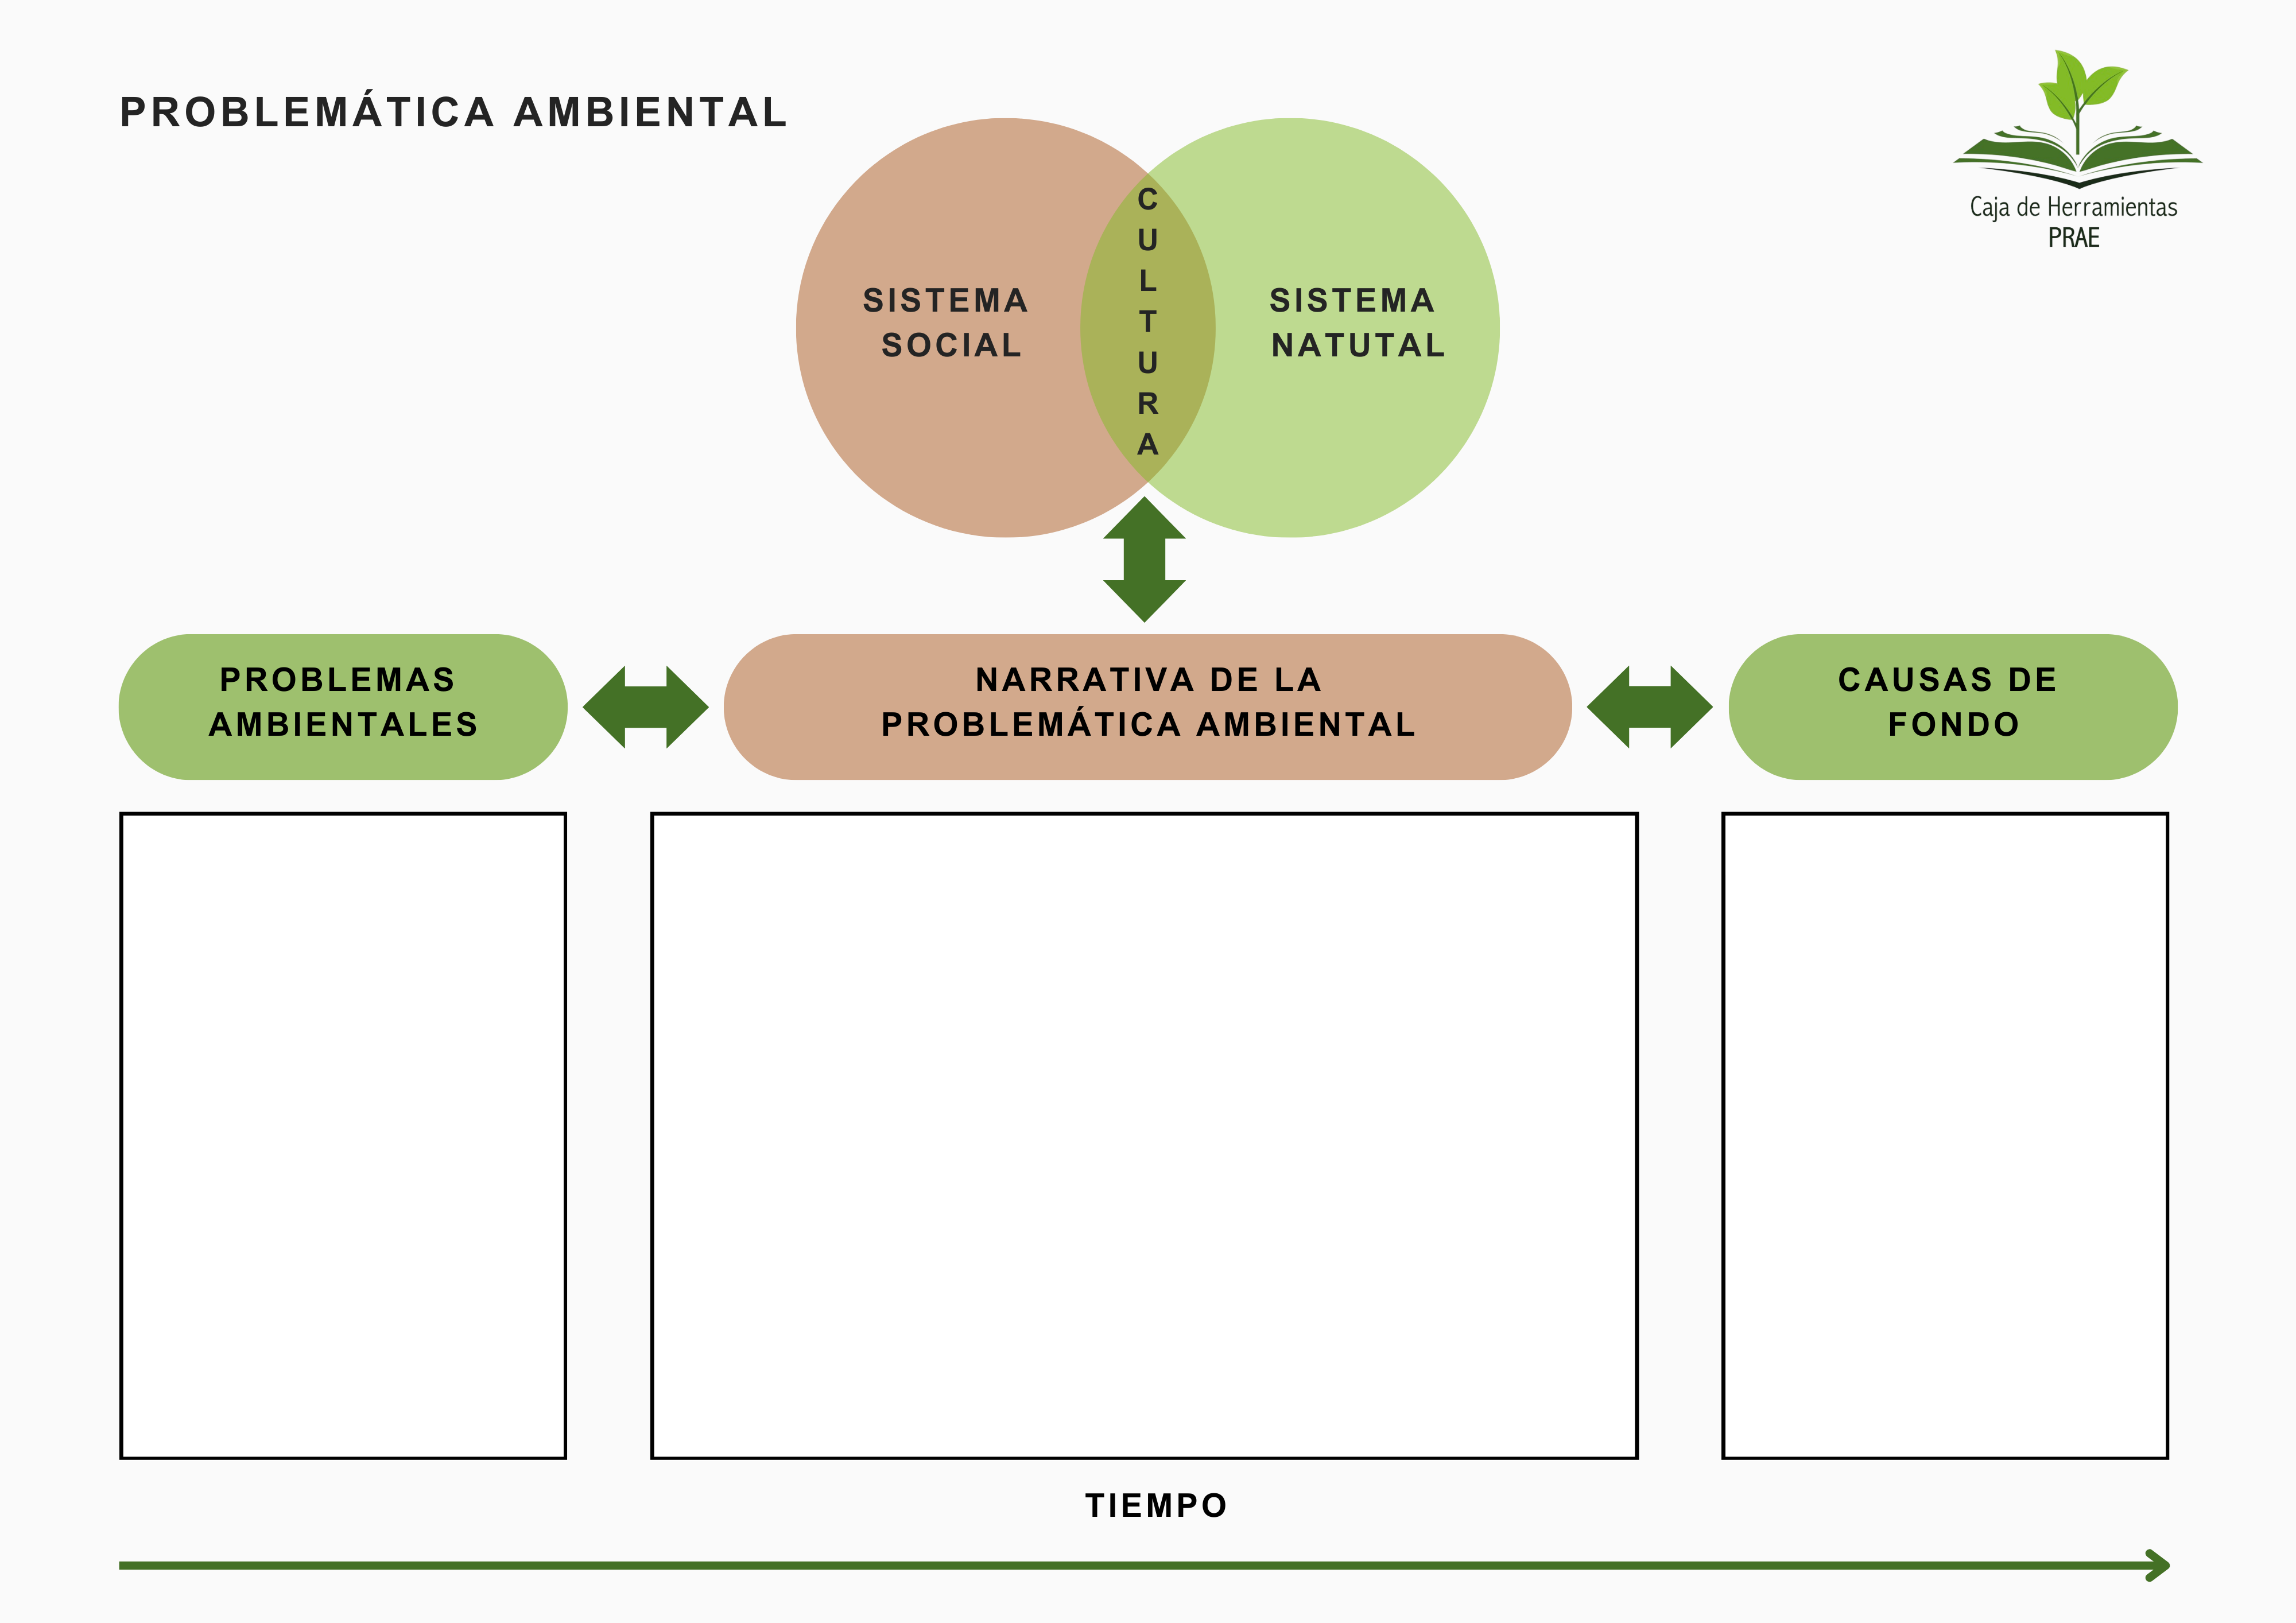 PROBLEMÁTICA AMBIENTAL
Caja de Herramientas
PRAE
SISTEMA
SOCIAL
CULTURA
SISTEMA
NATUTAL
PROBLEMAS
AMBIENTALES
NARRATIVA DE LA
PROBLEMÁTICA AMBIENTAL
CAUSAS DE
FONDO
TIEMPO